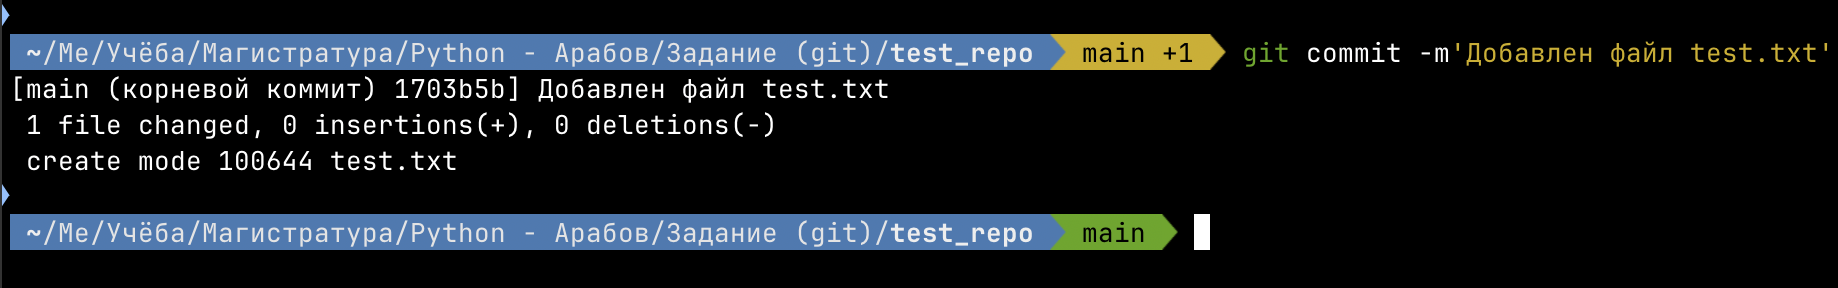 ~/Me/Учёба/Магистратура/Python - Арабов/Задание (git)/test_repo main +1 git commit -m'Добавлен файл test.txt'
[main (корневой коммит) 1703b5b] Добавлен файл test.txt
1 file changed, 0 insertions(+), 0 deletions(-)
create mode 100644 test.txt
~/Me/Учёба/Магистратура/Python - Арабов/Задание (git)/test_repo main